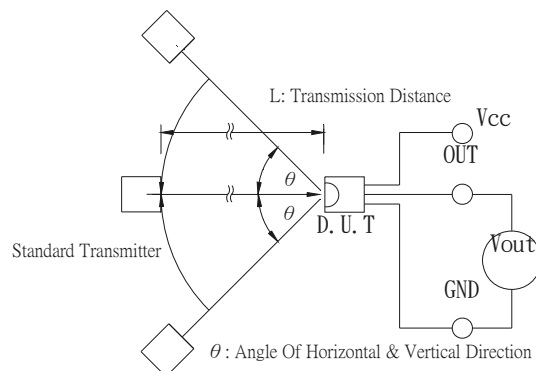 L: Transmission Distance
Vcc
OUT
θ
θ
D.U.T
Standard Transmitter
Vout
GND
θ : Angle Of Horizontal & Vertical Direction